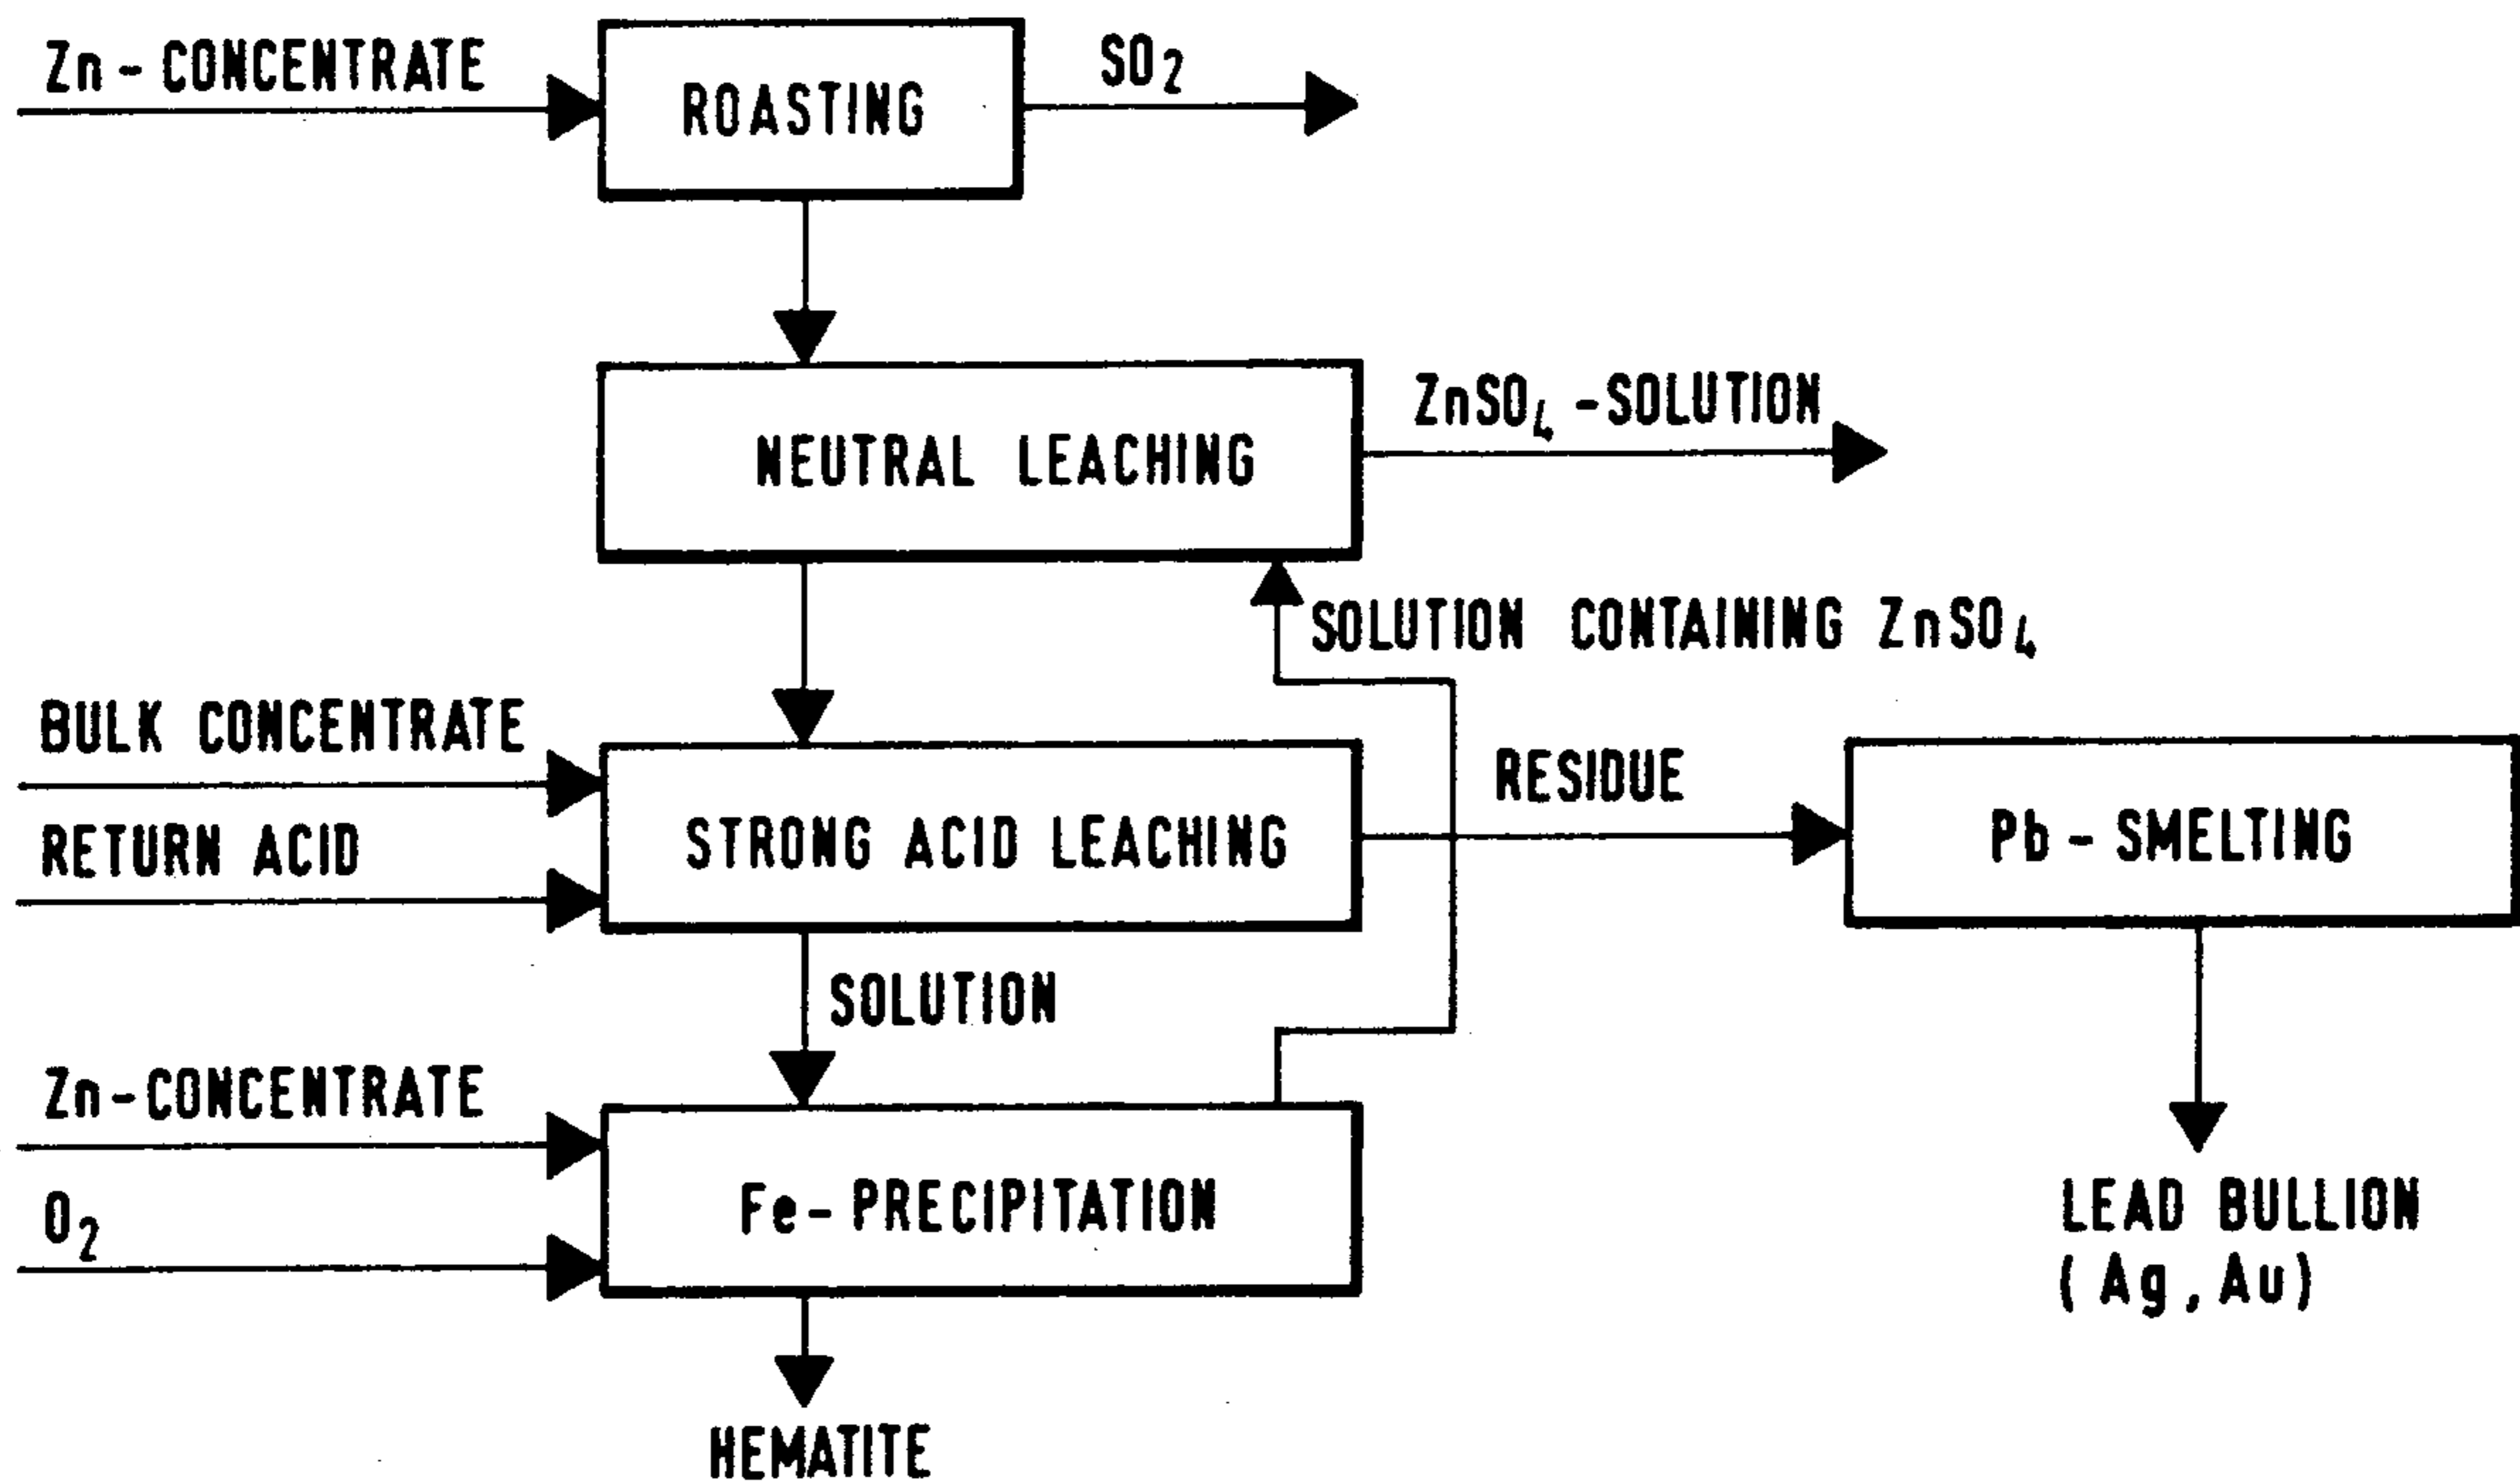 Zn-CONCENTRATE
ROASTING
SO₂
NEUTRAL LEACHING
ZnSO₄-SOLUTION
SOLUTION CONTAINING ZnSO₄
BULK CONCENTRATE
RETURN ACID
STRONG ACID LEACHING
RESIDUE
Pb-SMELTING
SOLUTION
Zn-CONCENTRATE
O₂
Fe-PRECIPITATION
LEAD BULLION
(Ag, Au)
HEMATITE